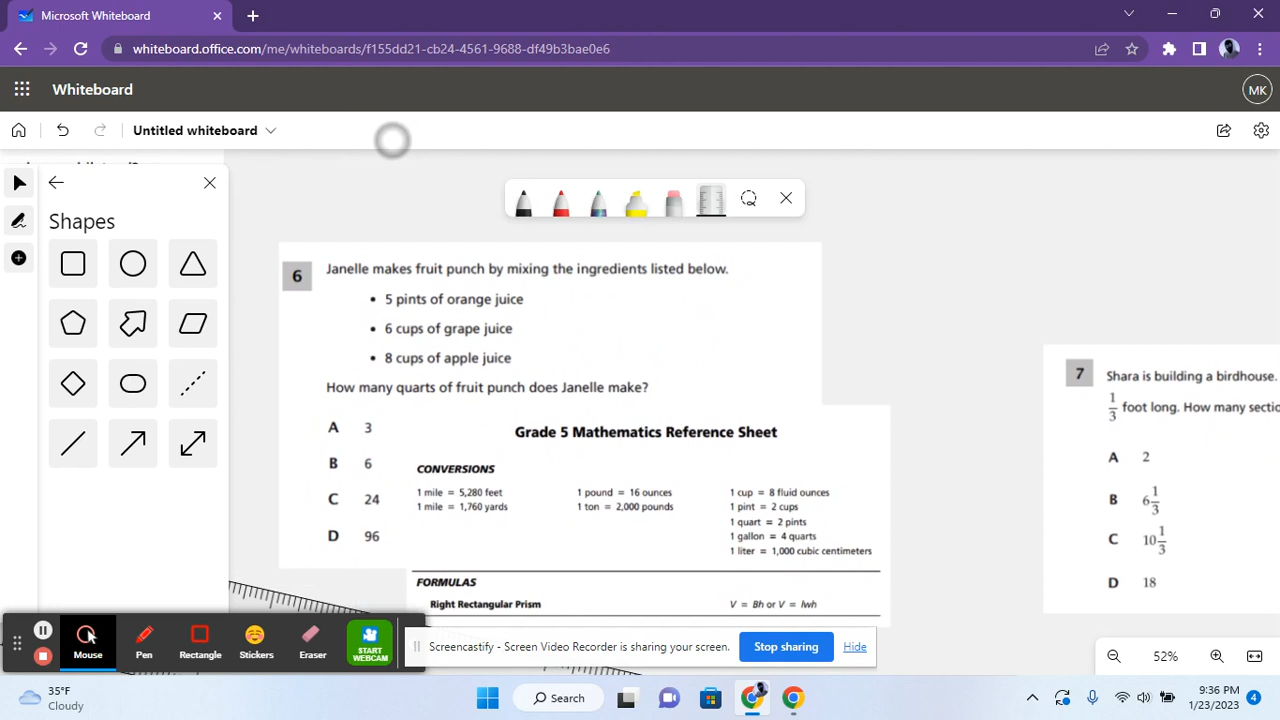 Microsoft Whiteboard
whiteboard.office.com/me/whiteboards/f155dd21-cb24-4561-9688-df49b3bae0e6
Whiteboard
MK
Untitled whiteboard
Shapes
6
Janelle makes fruit punch by mixing the ingredients listed below.
• 5 pints of orange juice
• 6 cups of grape juice
• 8 cups of apple juice
How many quarts of fruit punch does Janelle make?
A 3
B 6
C 24
D 96
Grade 5 Mathematics Reference Sheet
CONVERSIONS
1 mile = 5,280 feet
1 mile = 1,760 yards
1 pound = 16 ounces
1 ton = 2,000 pounds
1 cup = 8 fluid ounces
1 pint = 2 cups
1 quart = 2 pints
1 gallon = 4 quarts
1 liter = 1,000 cubic centimeters
FORMULAS
Right Rectangular Prism
V = Bh or V = lwh
7
Shara is building a birdhouse.
1/3 foot long. How many
A 2
B 6 1/3
C 10 1/3
D 18
Mouse
Pen
Rectangle
Stickers
Eraser
START
WEBCAM
Screencastify - Screen Video Recorder is sharing your screen.
Stop sharing
Hide
52%
35°F
Cloudy
Search
9:36 PM
1/23/2023
4